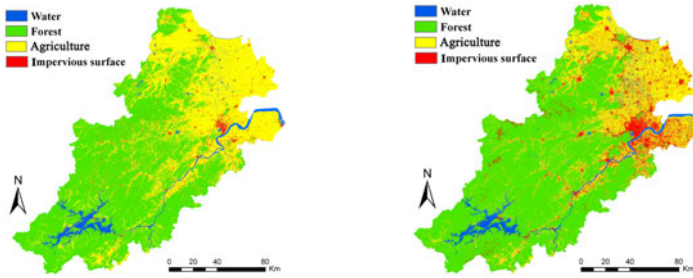 Water
Forest
Agriculture
Impervious surface
N
0 20 40 80
Km
Water
Forest
Agriculture
Impervious surface
N
0 20 40 80
Km